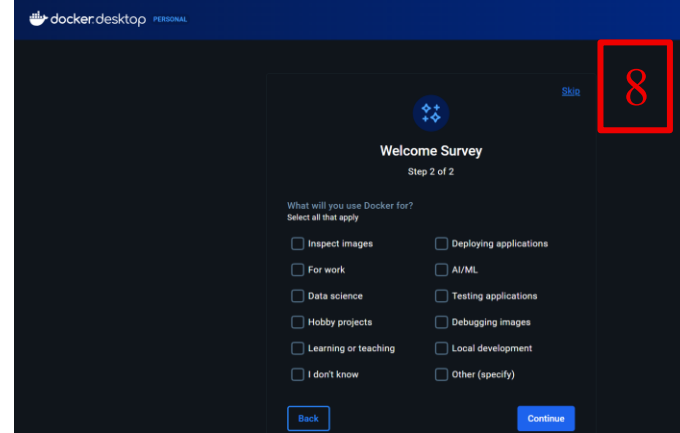 docker.desktop PERSONAL
8
Skip
Welcome Survey
Step 2 of 2
What will you use Docker for?
Select all that apply
Inspect images
Deploying applications
For work
AI/ML
Data science
Testing applications
Hobby projects
Debugging images
Learning or teaching
Local development
I don't know
Other (specify)
Back
Continue